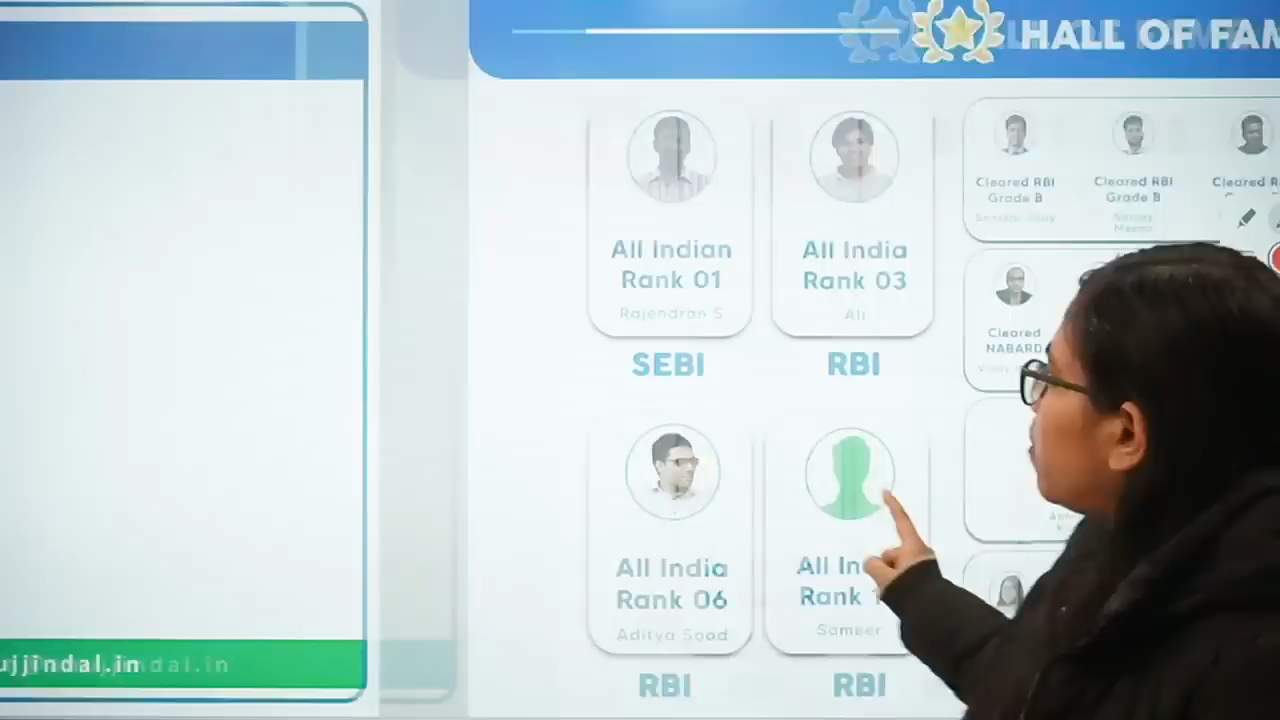 HALL OF FAM
All Indian
Rank 01
Rajendran S
SEBI
All India
Rank 03
Ali
RBI
Cleared RBI
Grade B
Cleared RBI
Grade B
Cleared R
Cleared
NABARD
All India
Rank 06
Aditya Sood
RBI
All In
Rank 1
Sameer
RBI
ujjindal.in